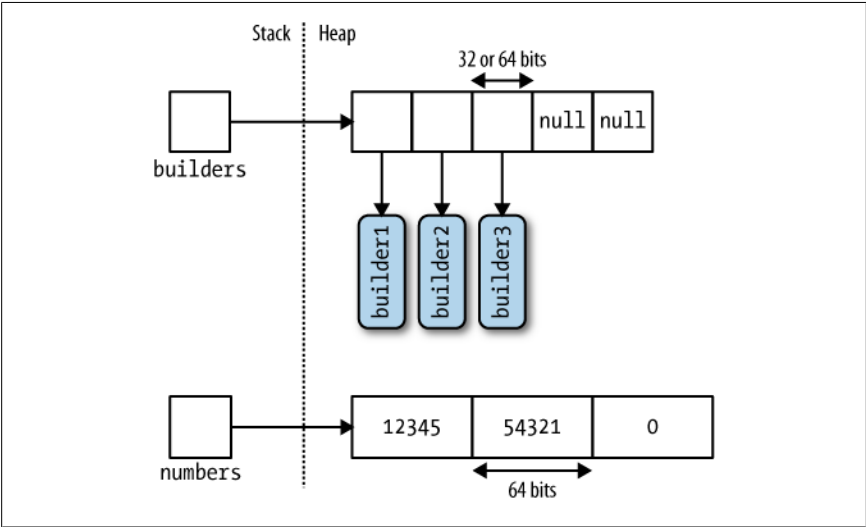 Stack Heap
32 or 64 bits
null null
builders
builder1 builder2 builder3
12345 54321 0
numbers
64 bits